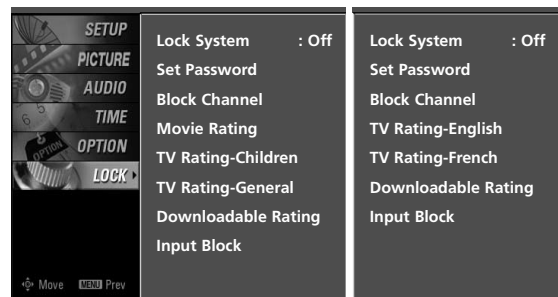 SETUP
PICTURE
AUDIO
TIME
OPTION
LOCK
Move MENU Prev
Lock System : Off
Set Password
Block Channel
Movie Rating
TV Rating-Children
TV Rating-General
Downloadable Rating
Input Block
Lock System : Off
Set Password
Block Channel
TV Rating-English
TV Rating-French
Downloadable Rating
Input Block